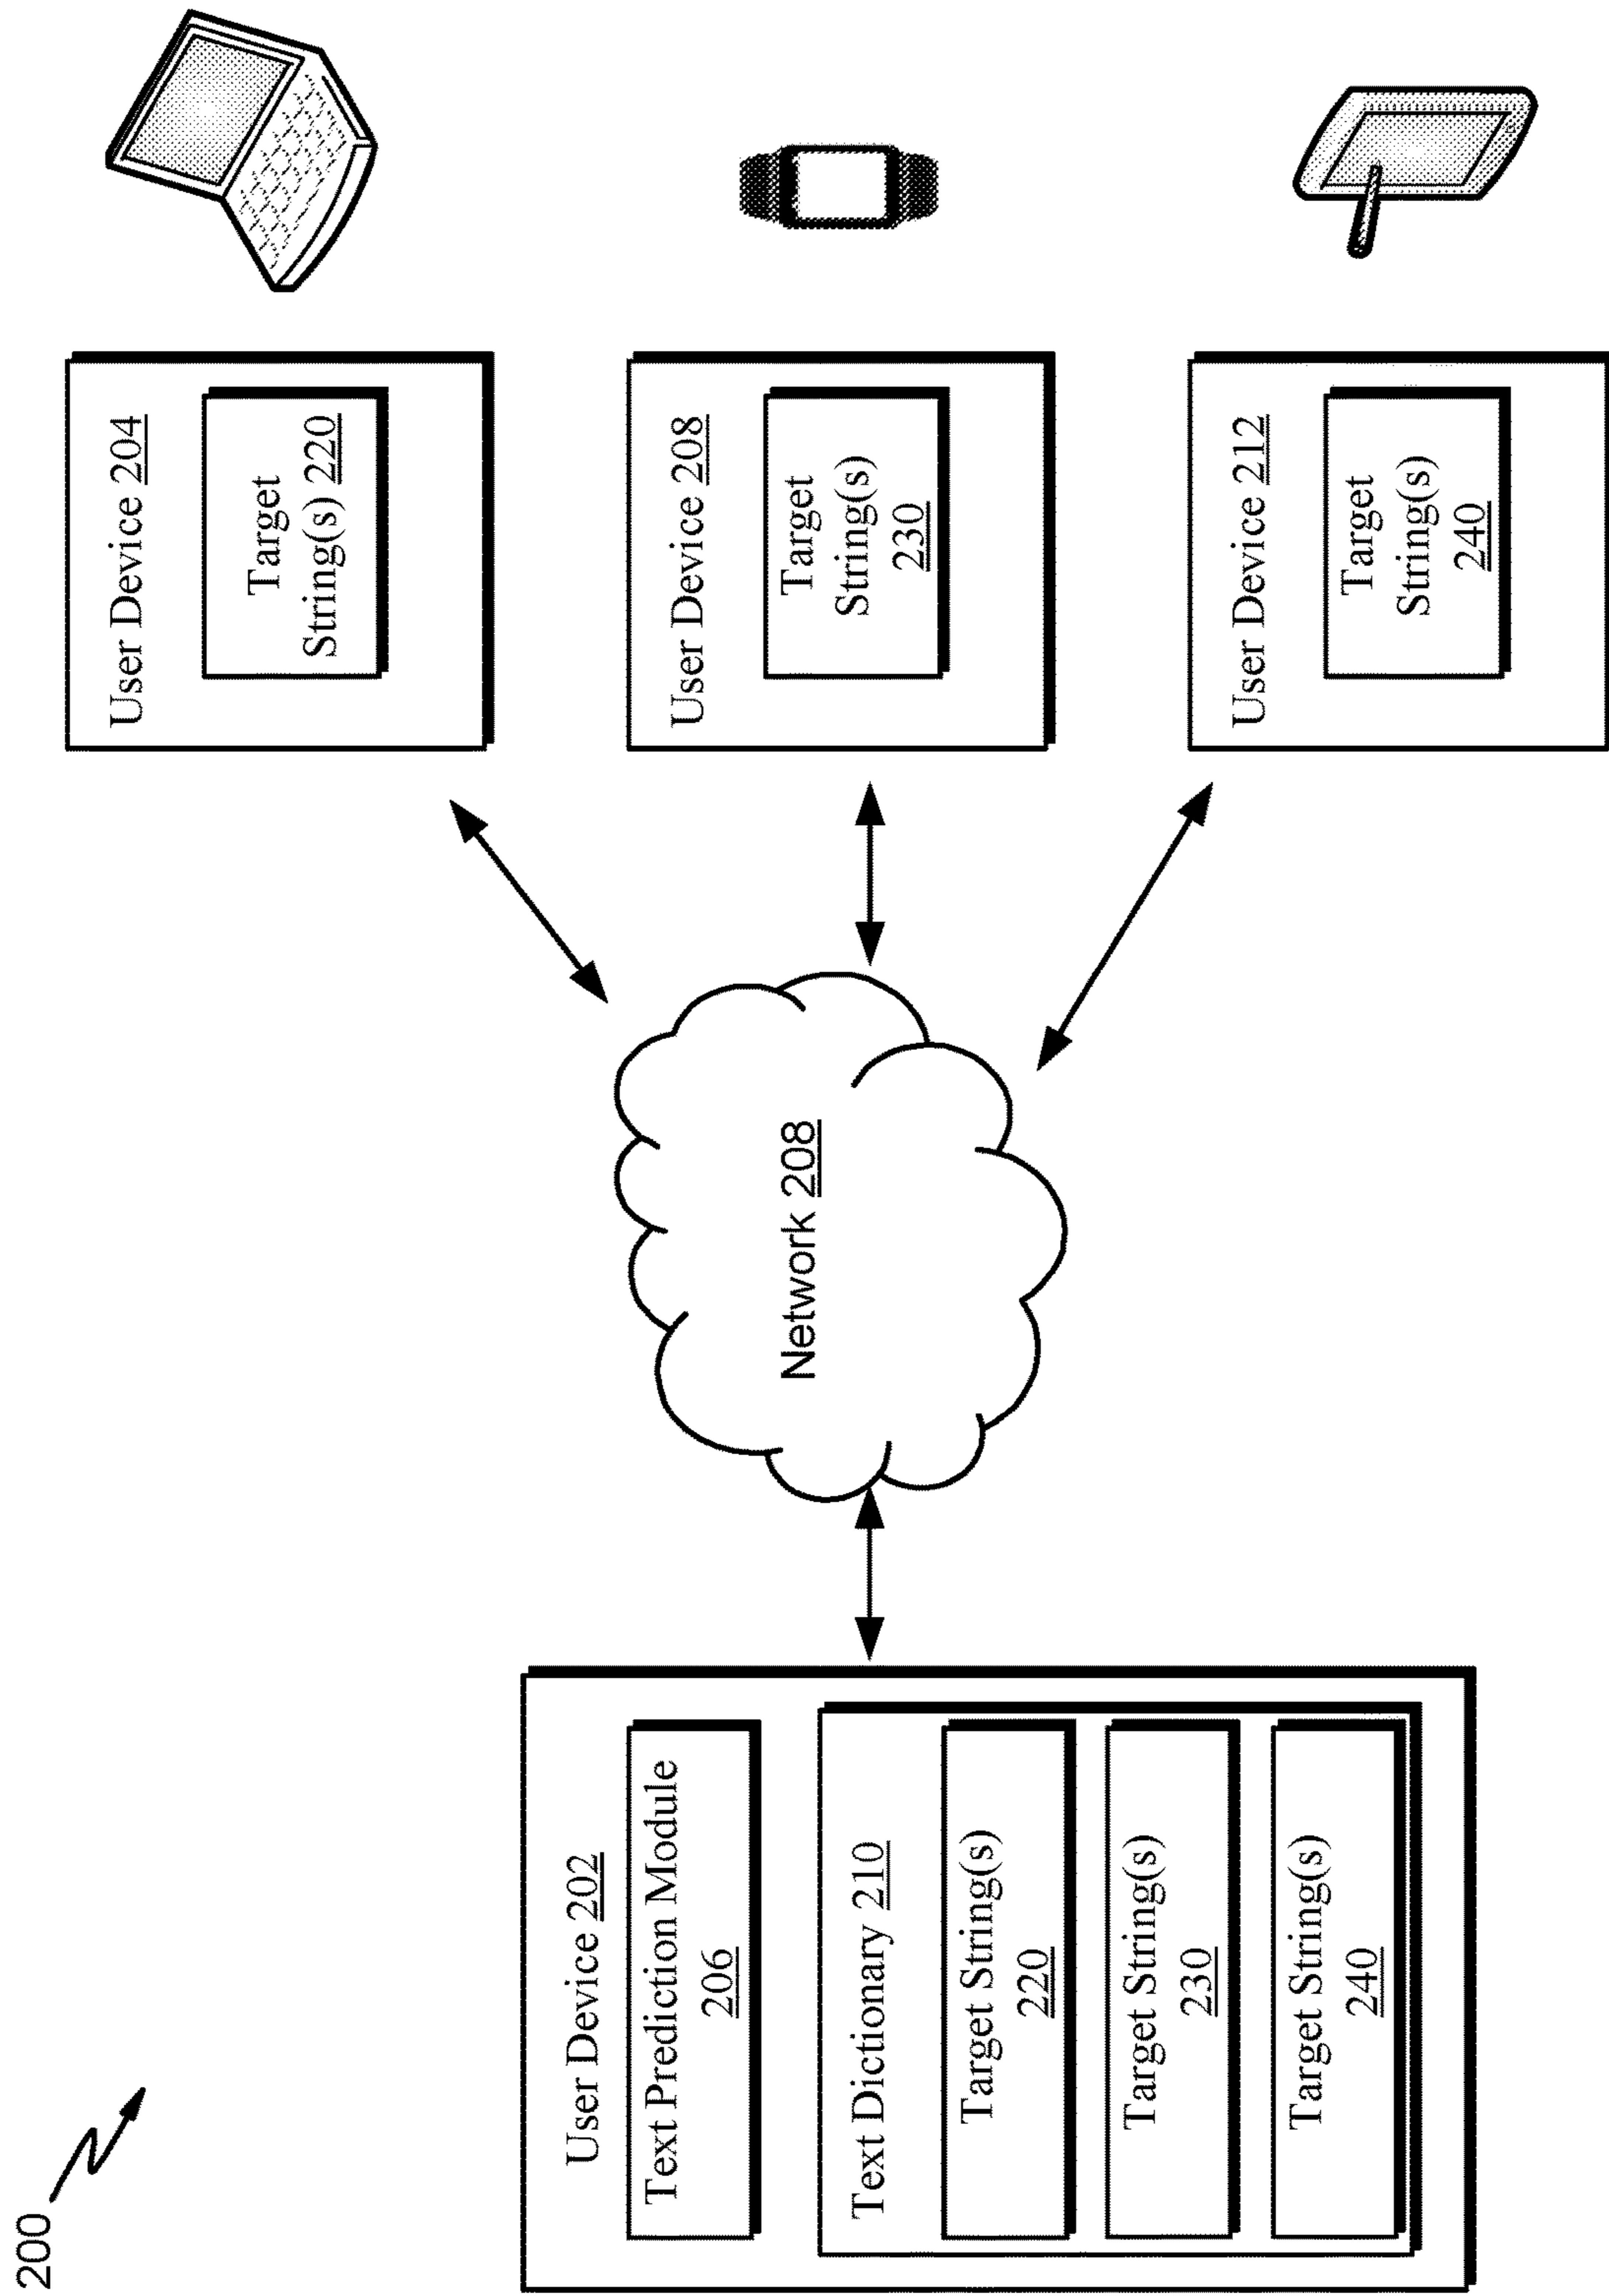 200
User Device 202
Text Prediction Module
206
Text Dictionary 210
Target String(s)
220
Target String(s)
230
Target String(s)
240
Network 208
User Device 204
Target
String(s) 220
User Device 208
Target
String(s)
230
User Device 212
Target
String(s)
240